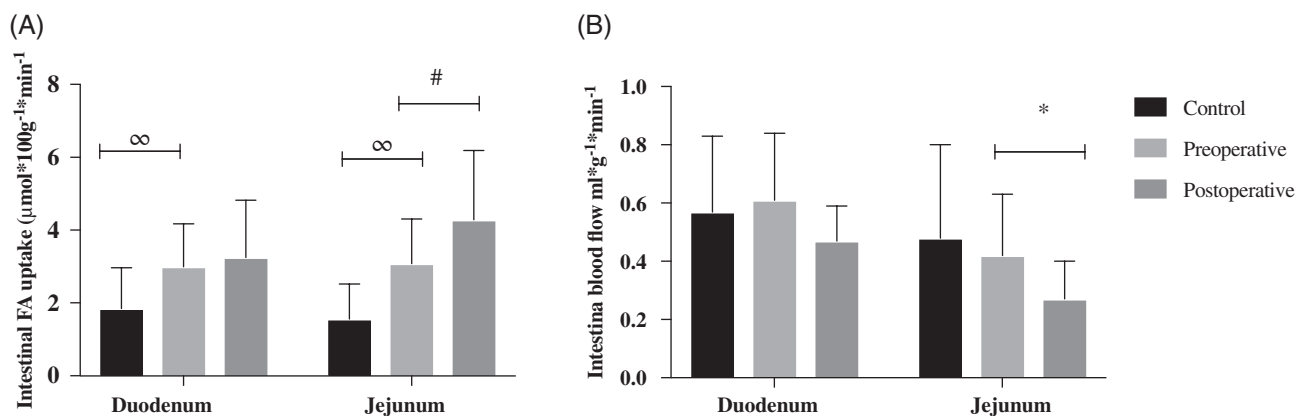 (A)
Intestinal FA uptake (μmol*100g-1*min-1
8
6
4
2
0
∞
∞
#
Duodenum
Jejunum
(B)
Intestina blood flow ml*g-1*min-1
1.0
0.8
0.6
0.4
0.2
0.0
*
Duodenum
Jejunum
Control
Preoperative
Postoperative